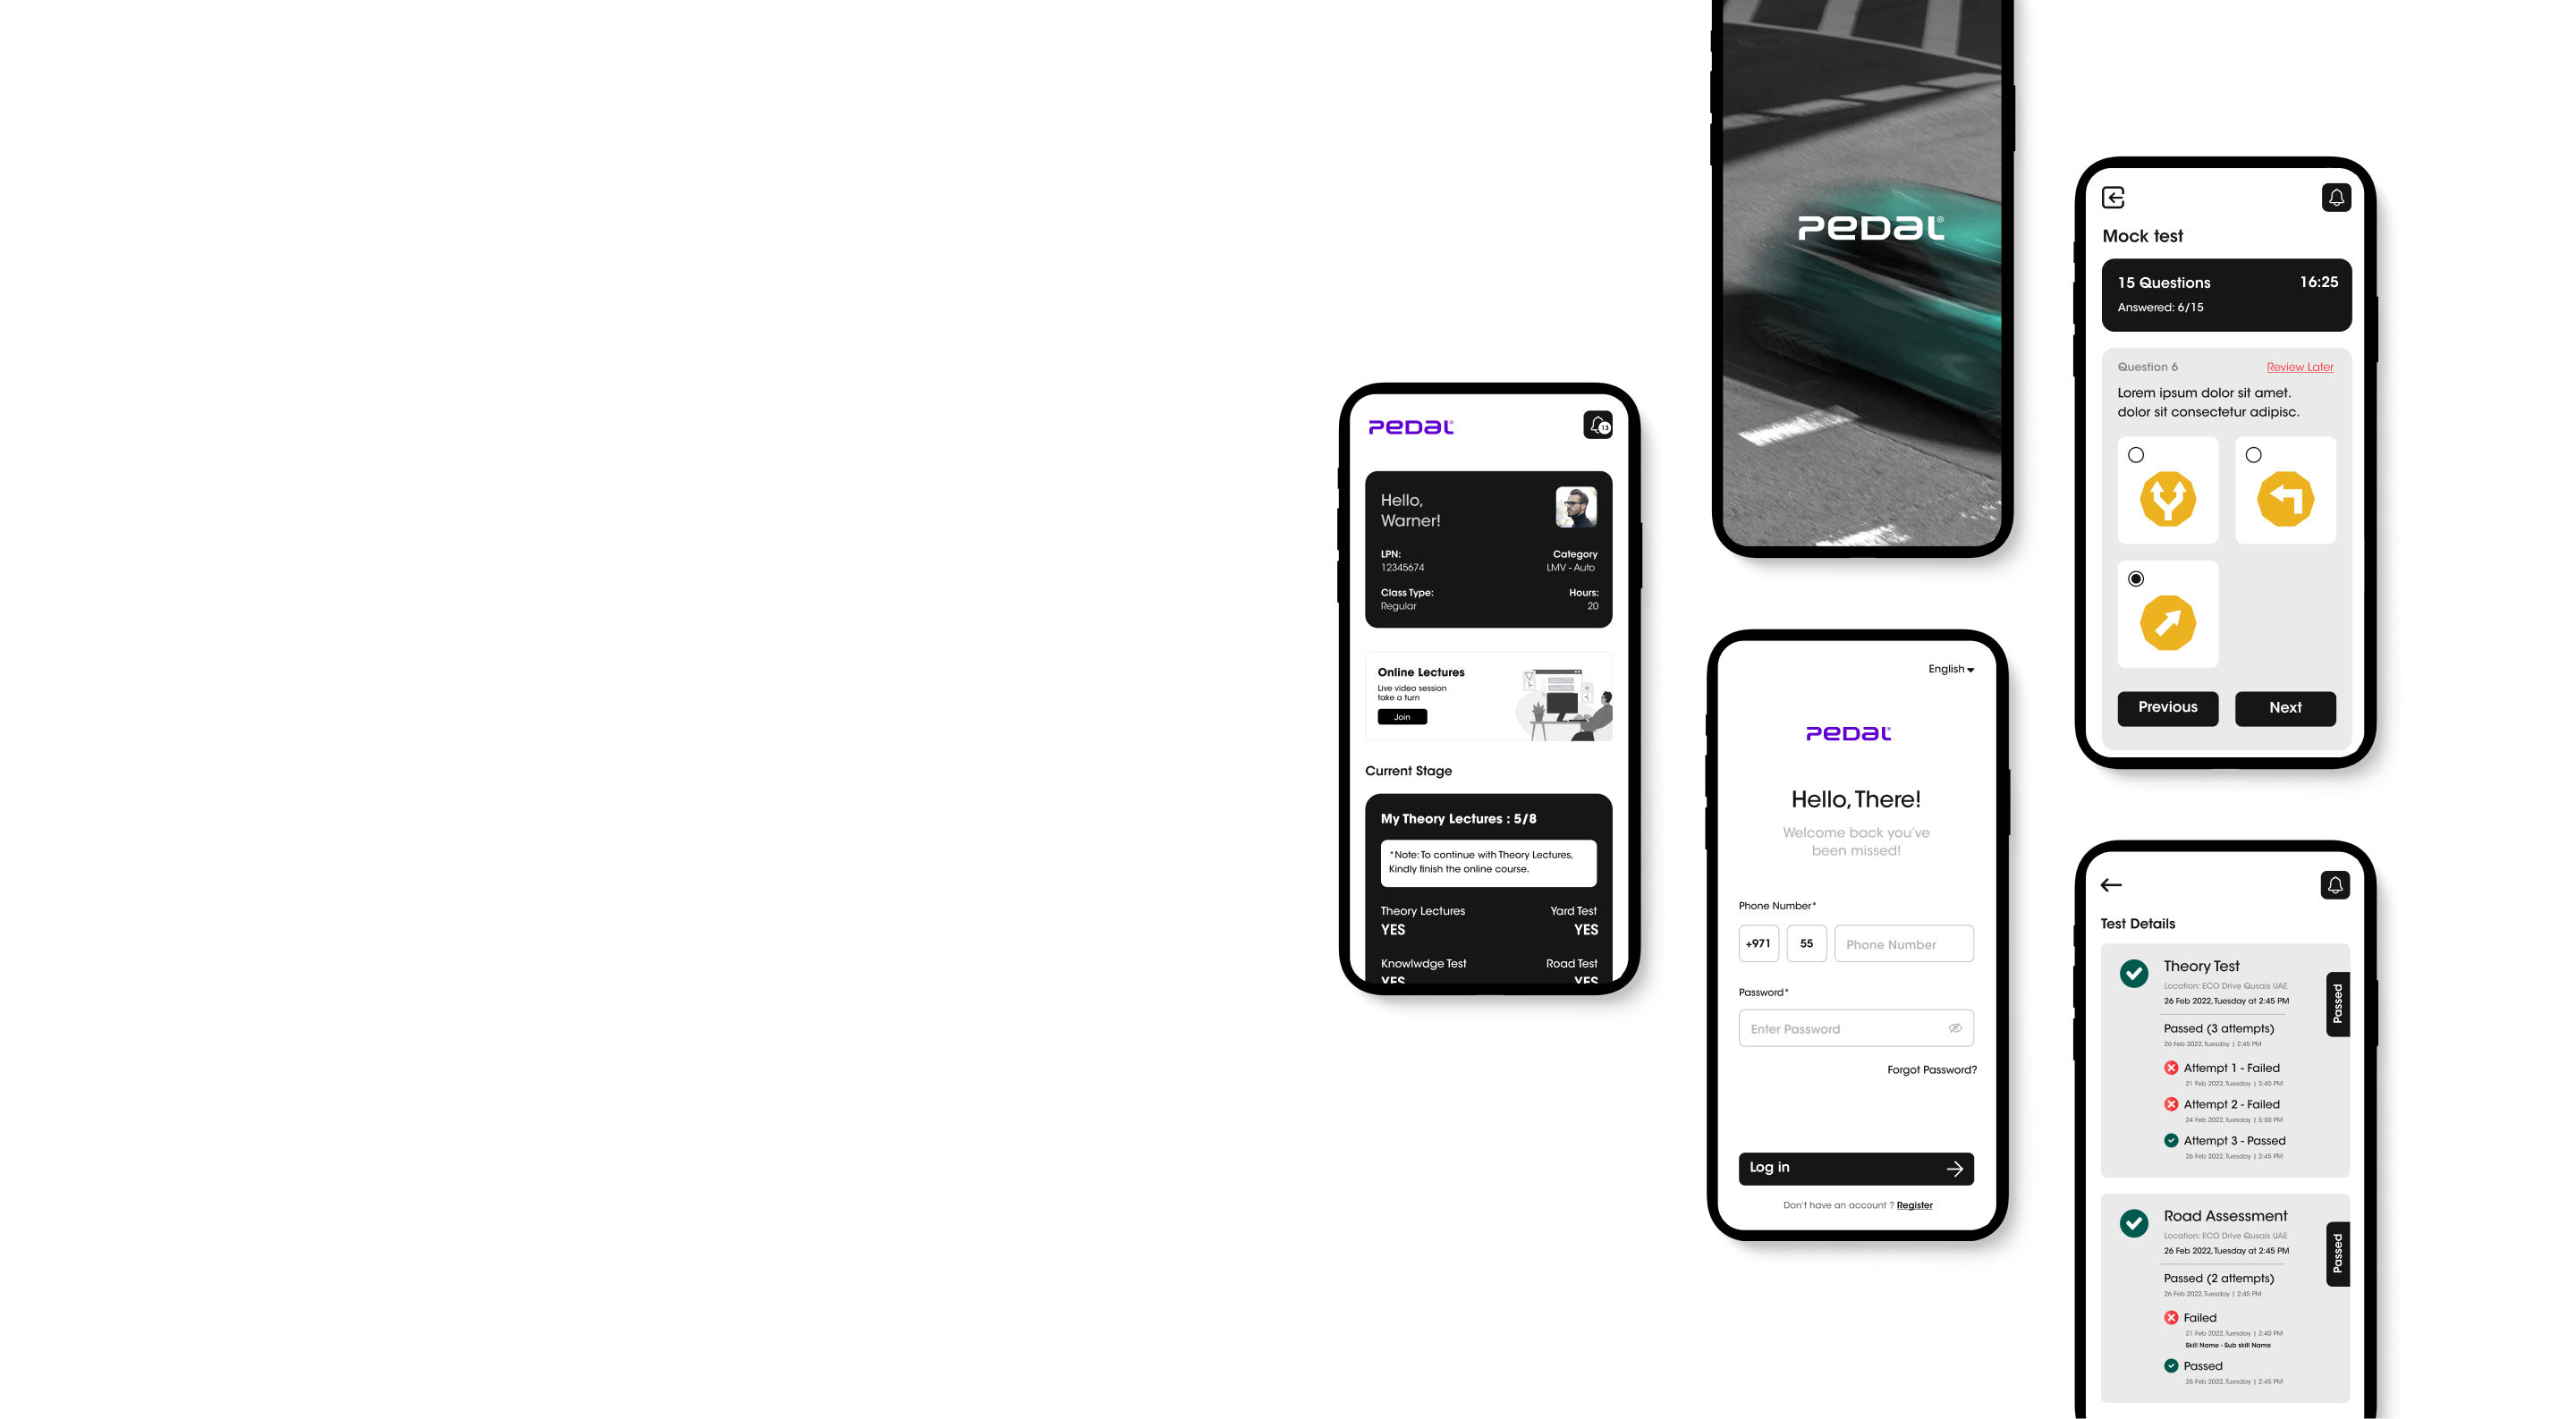 PEDAL®
13
Hello,
Warner!
LPN:
12345674
Category
LMV - Auto
Class Type:
Regular
Hours:
20
Online Lectures
Live video session
take a turn
Join
Current Stage
My Theory Lectures : 5/8
*Note: To continue with Theory Lectures,
Kindly finish the online course.
Theory Lectures
YES
Yard Test
YES
Knowlwdge Test
YES
Road Test
YES
PEDAL®
English
PEDAL®
Hello, There!
Welcome back you’ve
been missed!
Phone Number*
+971
55
Phone Number
Password*
Enter Password
Forgot Password?
Log in
Don’t have an account ? Register
Mock test
15 Questions
16:25
Answered: 6/15
Question 6
Review Later
Lorem ipsum dolor sit amet.
dolor sit consectetur adipisc.
Previous
Next
Test Details
Theory Test
Location: ECO Drive Qusais UAE
26 Feb 2022, Tuesday at 2:45 PM
Passed
Passed (3 attempts)
26 Feb 2022, Tuesday | 2:45 PM
Attempt 1 - Failed
21 Feb 2022, Tuesday | 3:40 PM
Attempt 2 - Failed
24 Feb 2022, Tuesday | 5:50 PM
Attempt 3 - Passed
26 Feb 2022, Tuesday | 2:45 PM
Road Assessment
Location: ECO Drive Qusais UAE
26 Feb 2022, Tuesday at 2:45 PM
Passed
Passed (2 attempts)
26 Feb 2022, Tuesday | 2:45 PM
Failed
21 Feb 2022, Tuesday | 3:40 PM
Skill Name - Sub skill Name
Passed
26 Feb 2022, Tuesday | 2:45 PM